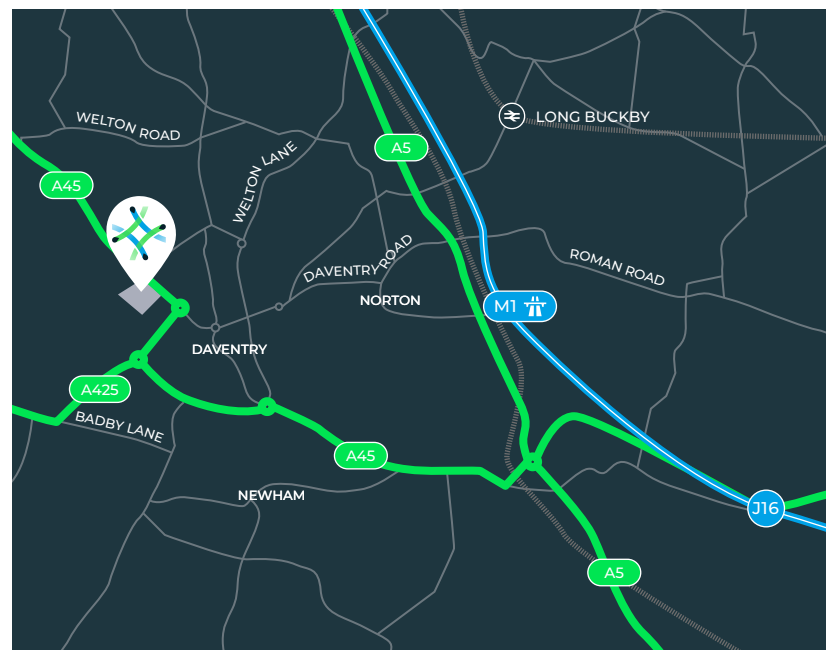 LONG BUCKBY
WELTON ROAD
A5
WELTON LANE
A45
DAVENTRY ROAD
ROMAN ROAD
NORTON
M1
DAVENTRY
A425
BADBY LANE
A45
NEWHAM
J16
A5